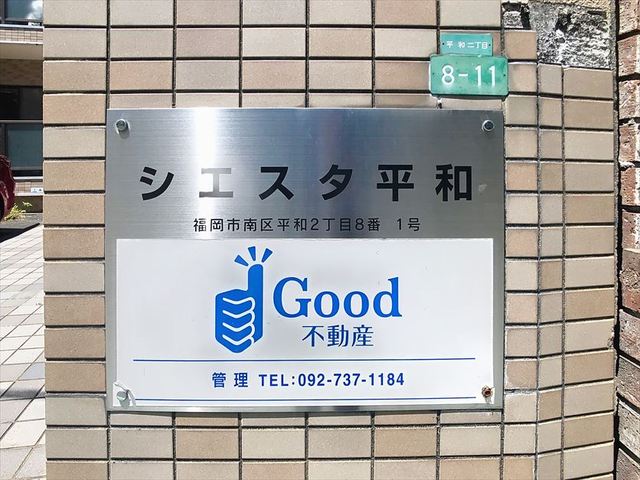 平和二丁目
8-11
シエスタ平和
福岡市南区平和2丁目8番 1号
Good
不動産
管理 TEL:092-737-1184